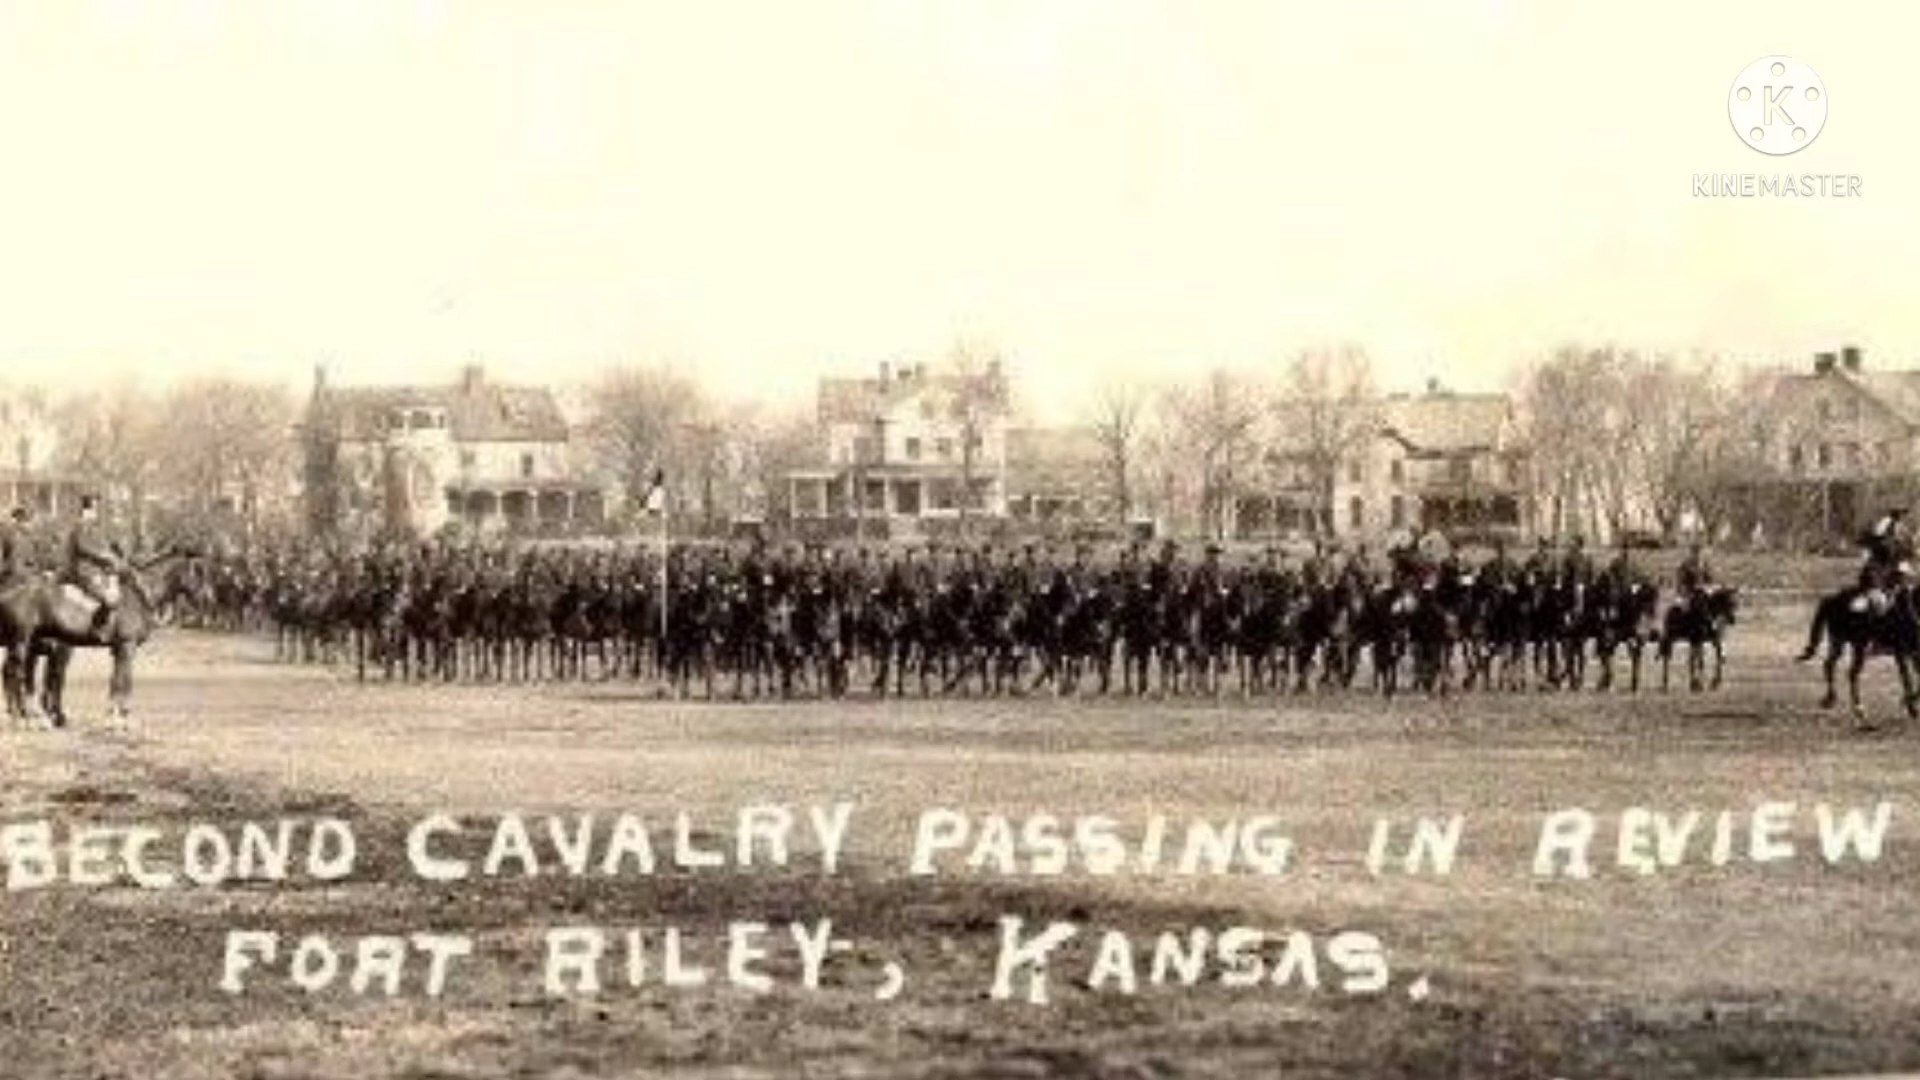 K
KINEMASTER
SECOND CAVALRY PASSING IN REVIEW
FORT RILEY, KANSAS.